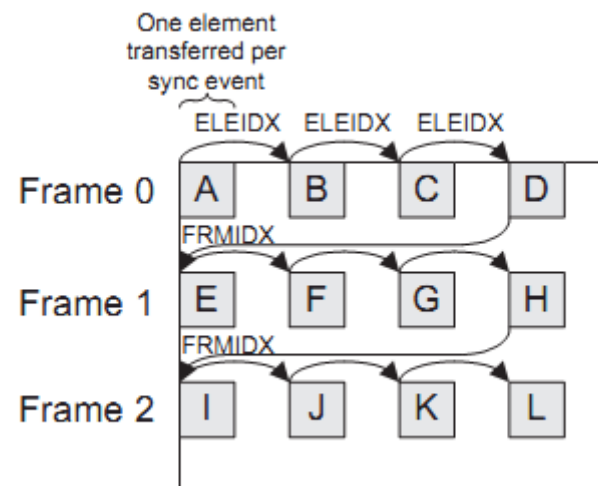 One element
transferred per
sync event
ELEIDX ELEIDX ELEIDX
Frame 0 A B C D
FRMIDX
Frame 1 E F G H
FRMIDX
Frame 2 I J K L